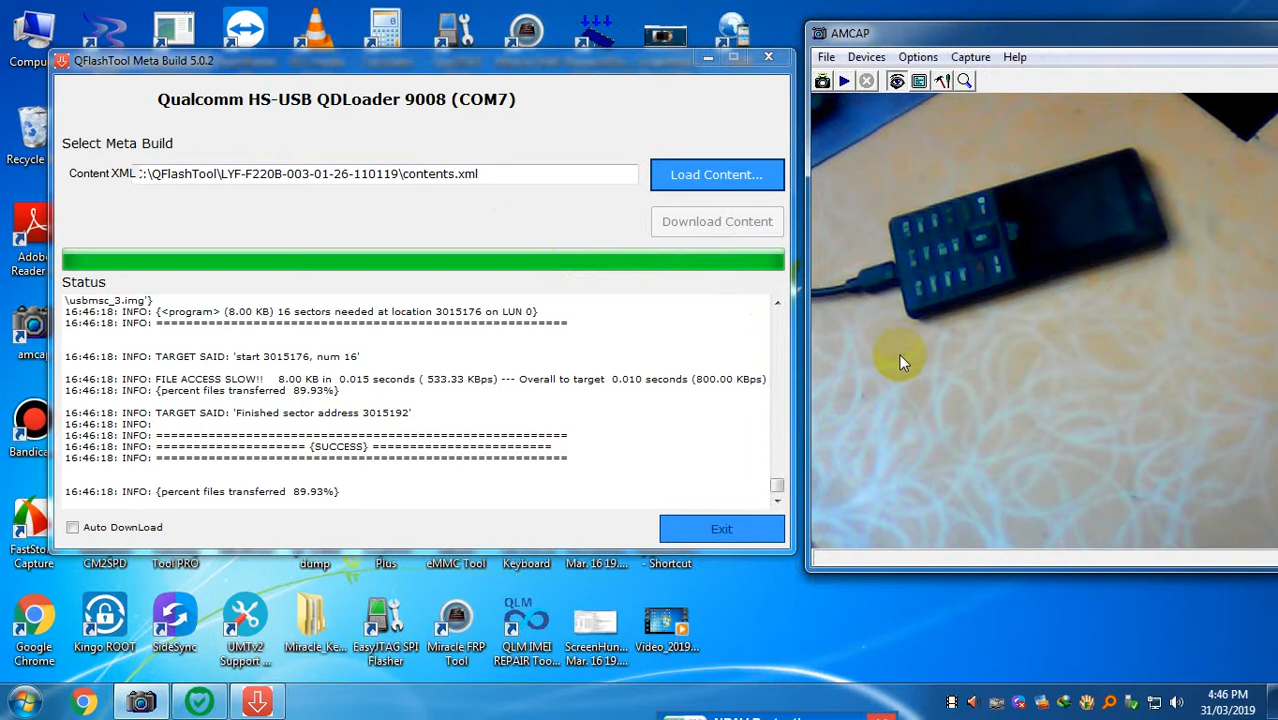 QFlashTool Meta Build 5.0.2
Qualcomm HS-USB QDLoader 9008 (COM7)
Select Meta Build
Content XML :\QFlashTool\LYF-F220B-003-01-26-110119\contents.xml
Load Content...
Download Content
Status
\usbmsc_3.img'}
16:46:18: INFO: {<program> (8.00 KB) 16 sectors needed at location 3015176 on LUN 0}
16:46:18: INFO: =======================================================
16:46:18: INFO: TARGET SAID: 'start 3015176, num 16'
16:46:18: INFO: FILE ACCESS SLOW!! 8.00 KB in 0.015 seconds ( 533.33 KBps) --- Overall to target 0.010 seconds (800.00 KBps)
16:46:18: INFO: {percent files transferred 89.93%}
16:46:18: INFO: TARGET SAID: 'Finished sector address 3015192'
16:46:18: INFO:
16:46:18: INFO: =======================================================
16:46:18: INFO: ==================== {SUCCESS} ========================
16:46:18: INFO: =======================================================
16:46:18: INFO: {percent files transferred 89.93%}
Auto DownLoad
Exit
AMCAP
File Devices Options Capture Help
Compu
Recycle
Adobe
Reader
amca
Bandica
FastSto
Capture
CM2SPD
Tool PRO
dump
Plus
eMMC Tool
Keyboard
Mar. 16 19....
- Shortcut
QLM
Google
Chrome
Kingo ROOT
SideSync
UMTv2
Support ...
Miracle_Ke...
EasyJTAG SPI
Flasher
Miracle FRP
Tool
QLM IMEI
REPAIR Too...
ScreenHun...
Mar. 16 19....
Video_2019...
4:46 PM
31/03/2019